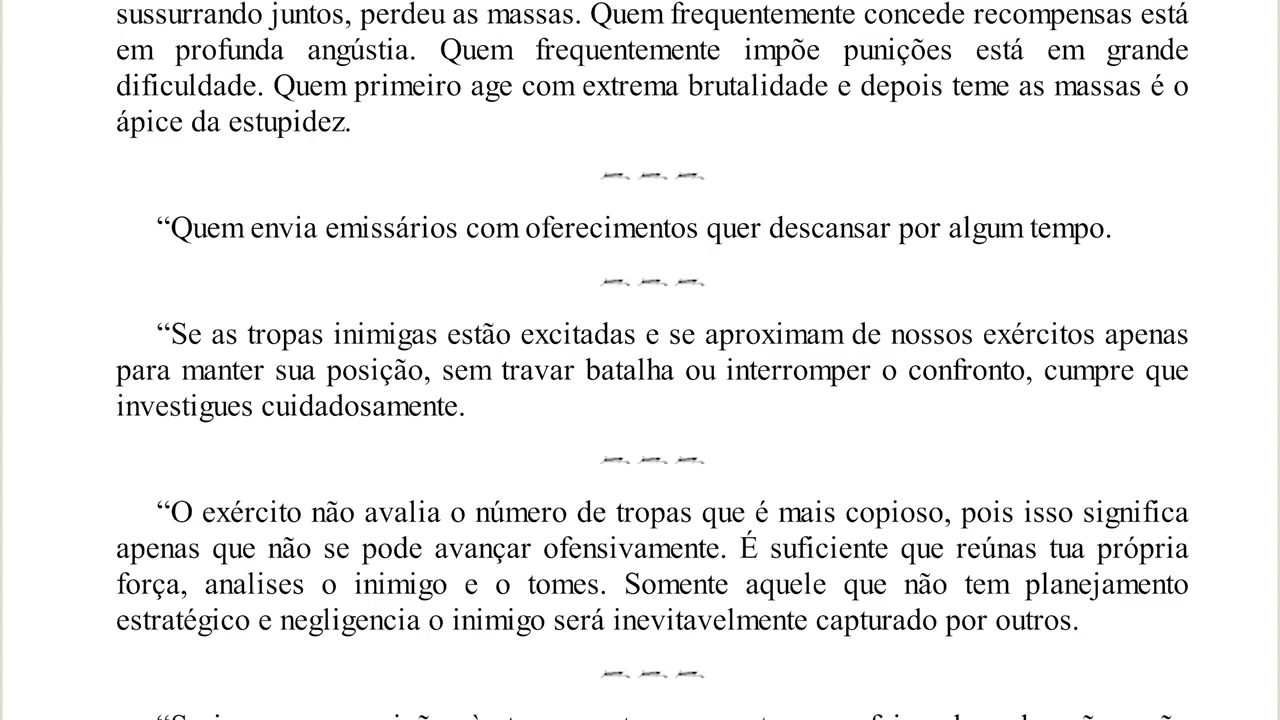 sussurrando juntos, perdeu as massas. Quem frequentemente concede recompensas está
em profunda angústia. Quem frequentemente impõe punições está em grande
dificuldade. Quem primeiro age com extrema brutalidade e depois teme as massas é o
ápice da estupidez.
“Quem envia emissários com oferecimentos quer descansar por algum tempo.
“Se as tropas inimigas estão excitadas e se aproximam de nossos exércitos apenas
para manter sua posição, sem travar batalha ou interromper o confronto, cumpre que
investigues cuidadosamente.
“O exército não avalia o número de tropas que é mais copioso, pois isso significa
apenas que não se pode avançar ofensivamente. É suficiente que reúnas tua própria
força, analises o inimigo e o tomes. Somente aquele que não tem planejamento
estratégico e negligencia o inimigo será inevitavelmente capturado por outros.